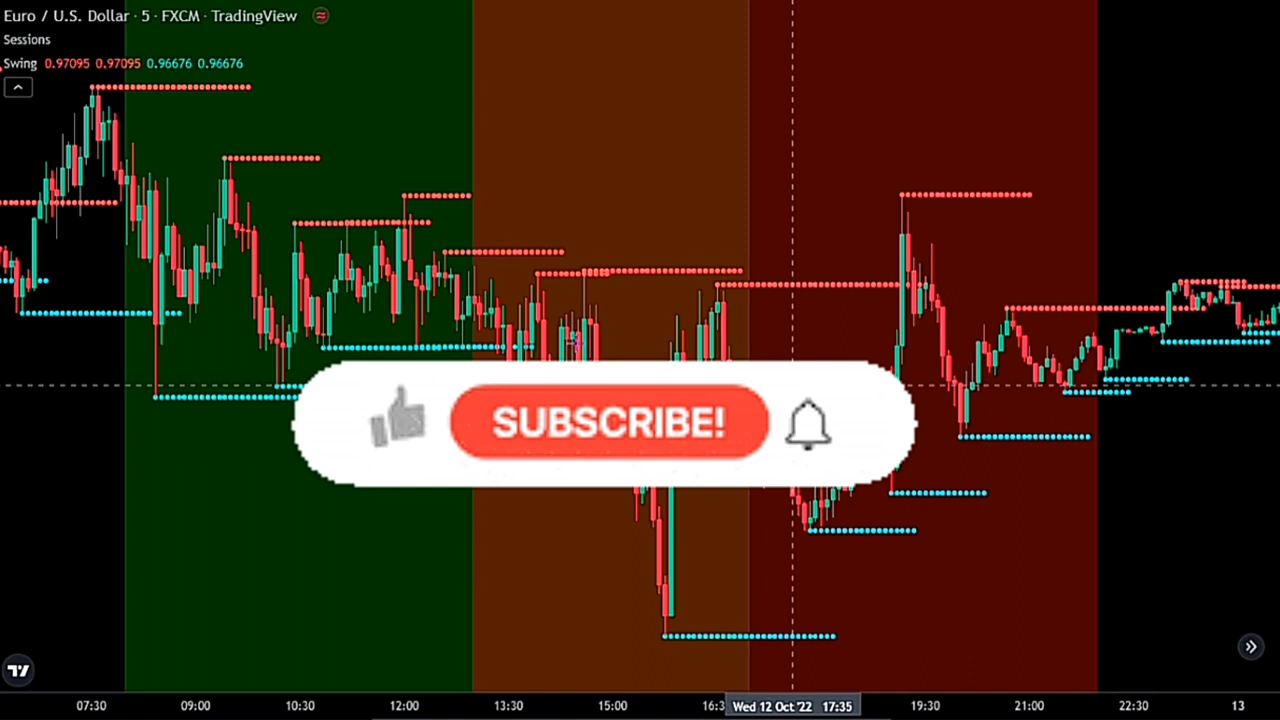 Euro / U.S. Dollar · 5 · FXCM · TradingView
Sessions
Swing 0.97095 0.97095 0.96676 0.96676
SUBSCRIBE!
07:30 09:00 10:30 12:00 13:30 15:00 16:3 Wed 12 Oct '22 17:35 19:30 21:00 22:30 13